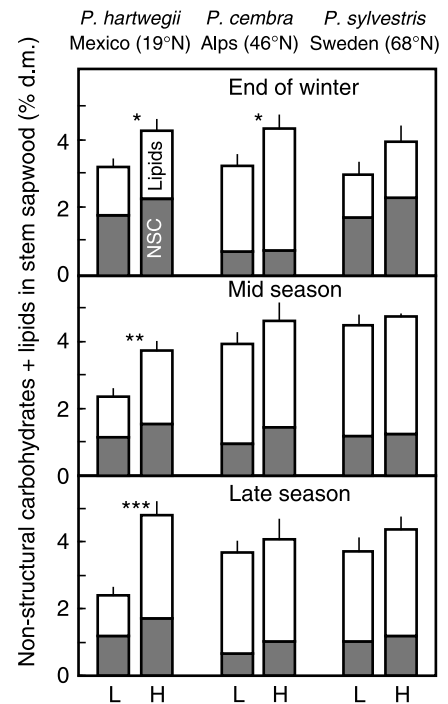 P. hartwegii P. cembra P. sylvestris
Mexico (19°N) Alps (46°N) Sweden (68°N)
Non-structural carbohydrates + lipids in stem sapwood (% d.m.)
End of winter
* *
4
Lipids
2
NSC
0
Mid season
4
**
2
0
Late season
***
4
2
0
L H L H L H